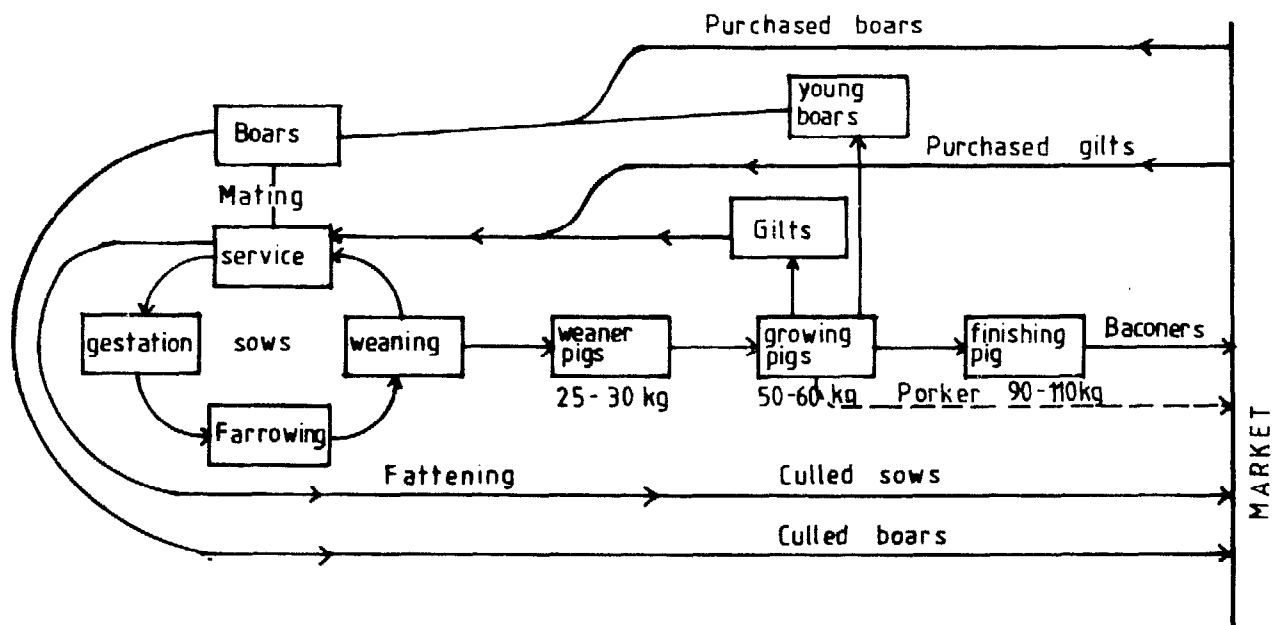 Purchased boars
young
boars
Boars
Purchased gilts
Mating
Gilts
service
gestation
sows
weaning
weaner
pigs
growing
pigs
finishing
pig
Baconers
25-30 kg
50-60 kg
Porker 90-110kg
Farrowing
Fattening
Culled sows
Culled boars
MARKET